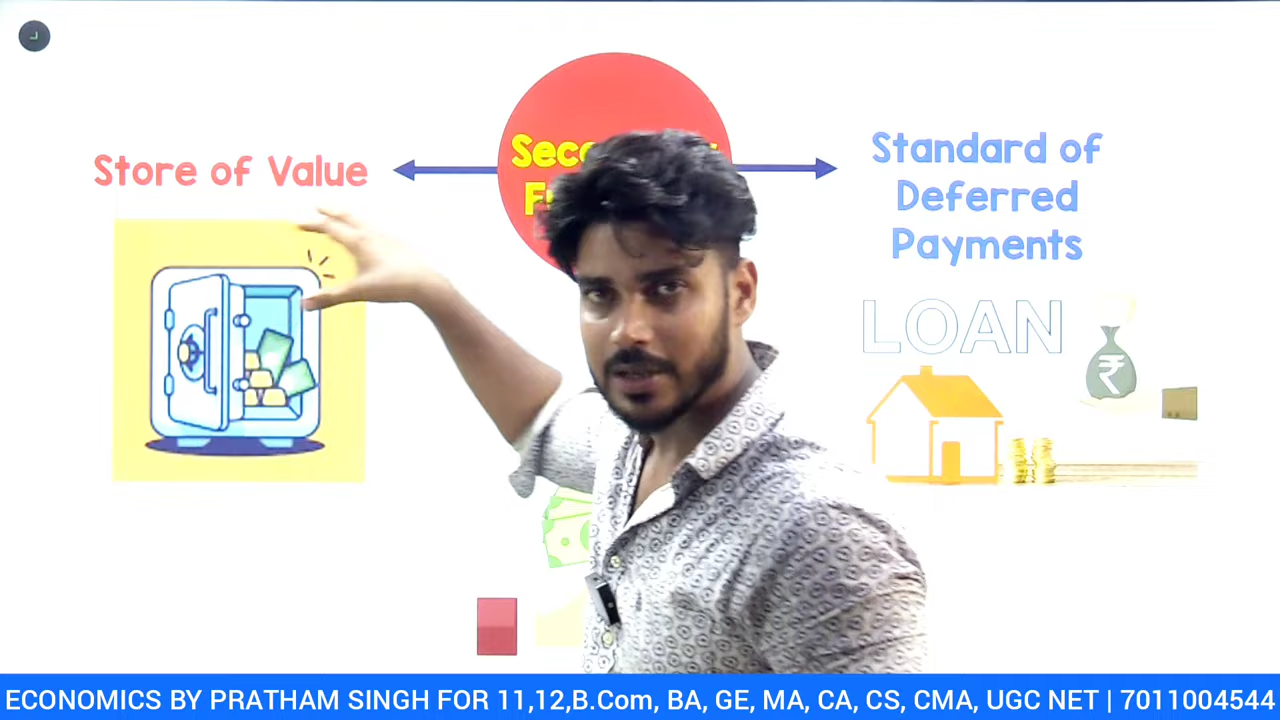 Store of Value
Standard of
Deferred
Payments
LOAN
₹
ECONOMICS BY PRATHAM SINGH FOR 11,12,B.Com, BA, GE, MA, CA, CS, CMA, UGC NET | 7011004544